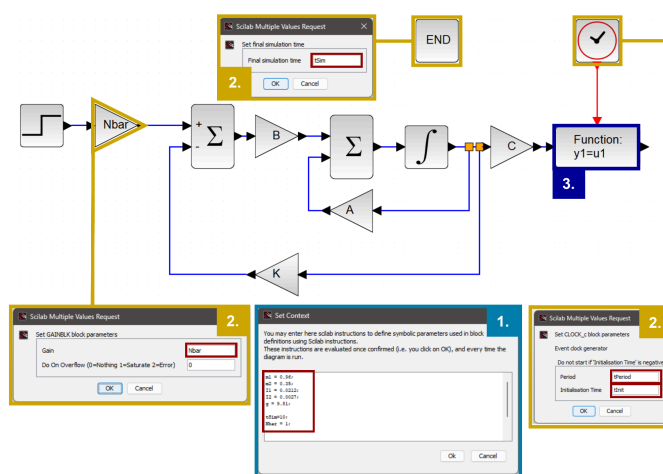 Scilab Multiple Values Request
Set final simulation time
Final simulation time
tSim
2.
OK
Cancel
END
Nbar
+
-
Σ
B
Σ
∫
C
Function:
y1=u1
3.
A
K
Scilab Multiple Values Request
2.
Set GAINBLK block parameters
Gain
Nbar
Do On Overflow (0=Nothing 1=Saturate 2=Error)
0
OK
Cancel
Set Context
1.
You may enter here scilab instructions to define symbolic parameters used in block
definitions using Scilab instructions.
These instructions are evaluated once confirmed (i.e. you click on OK), and every time the
diagram is run.
m1 = 0.96;
m2 = 0.25;
I1 = 0.0212;
I2 = 0.0027;
g = 9.81;
tSim=10;
Nbar = 1;
Ok
Cancel
Scilab Multiple Values Request
2.
Set CLOCK_c block parameters
Event clock generator
Do not start if 'Initialisation Time' is negative
Period
tPeriod
Initialisation Time
tInit
OK
Cancel